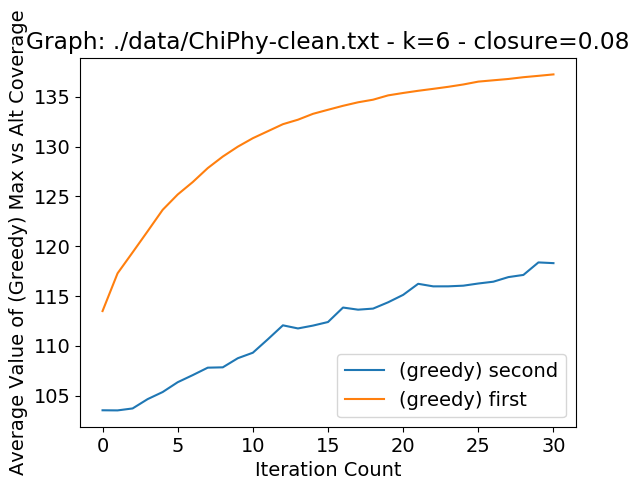 Graph: ./data/ChiPhy-clean.txt - k=6 - closure=0.08
Average Value of (Greedy) Max vs Alt Coverage
135
130
125
120
115
110
105
(greedy) second
(greedy) first
0 5 10 15 20 25 30
Iteration Count